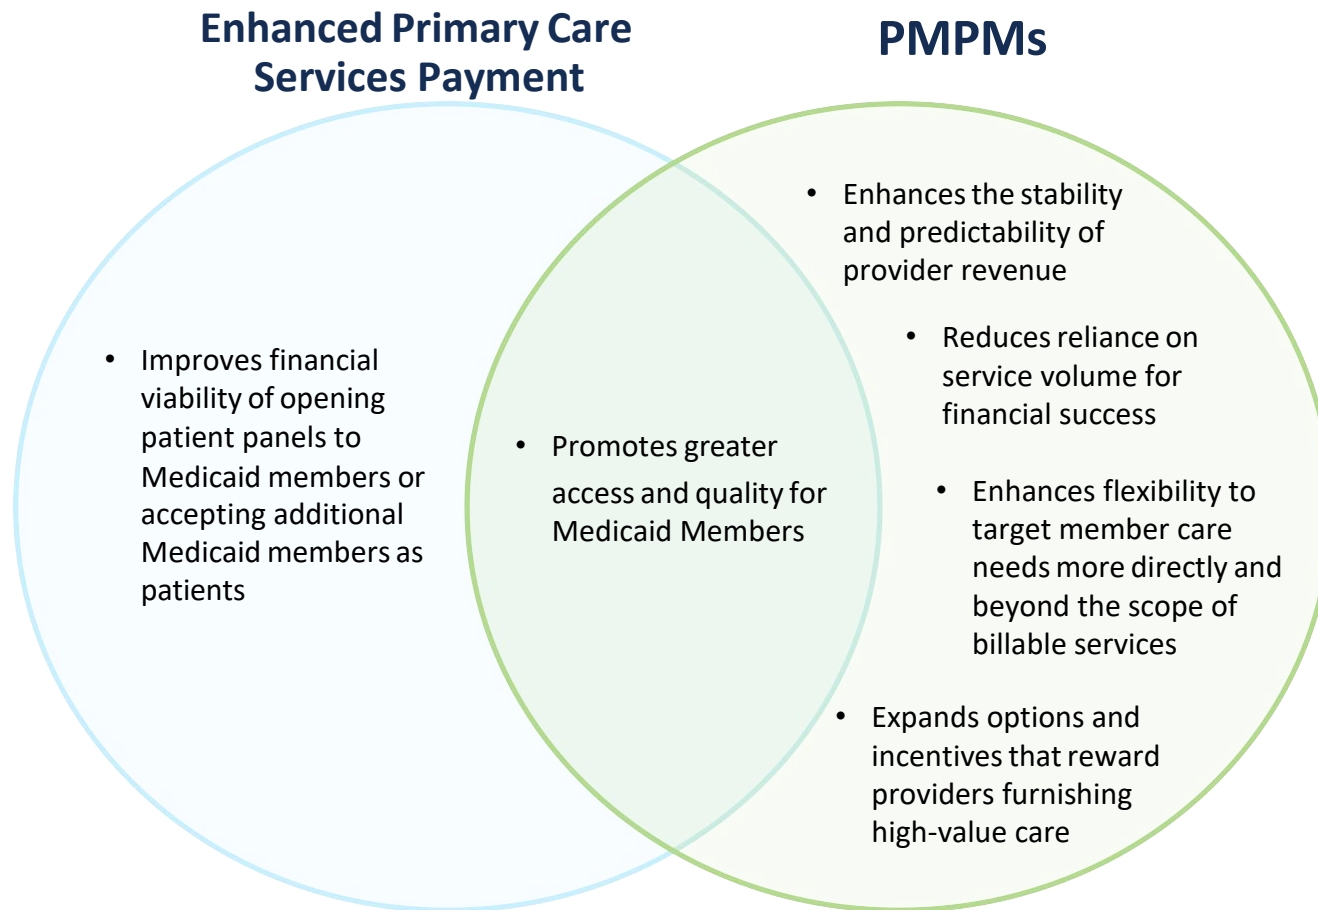 Enhanced Primary Care
Services Payment
PMPMs
• Improves financial
viability of opening
patient panels to
Medicaid members or
accepting additional
Medicaid members as
patients
• Promotes greater
access and quality for
Medicaid Members
• Enhances the stability
and predictability of
provider revenue
• Reduces reliance on
service volume for
financial success
• Enhances flexibility to
target member care
needs more directly and
beyond the scope of
billable services
• Expands options and
incentives that reward
providers furnishing
high-value care